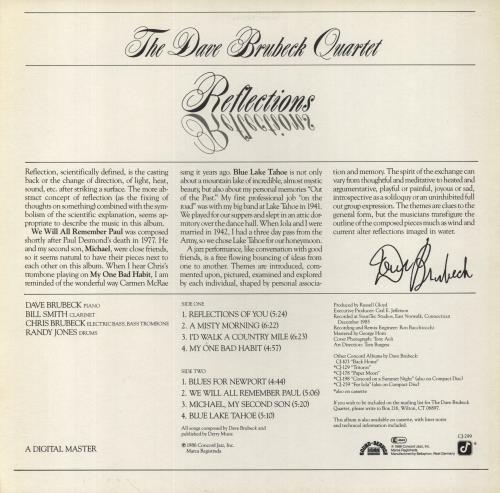 The Dave Brubeck Quartet
Reflections
Reflection, scientifically defined, is the casting
back or the change of direction, of light, heat,
sound, etc. after striking a surface. The more ab-
stract concept of reflection (as the fixing of
thoughts on something) combined with the sym-
bolism of the scientific explanation, seems ap-
propriate to describe the music in this album.
We Will All Remember Paul was composed
shortly after Paul Desmond's death in 1977. He
and my second son, Michael, were close friends,
so it seems natural to have their pieces next to
each other on this album. When I hear Chris's
trombone playing on My One Bad Habit, I am
reminded of the wonderful way Carmen McRae
sang it years ago. Blue Lake Tahoe is not only
about a mountain lake of incredible, almost mystic
beauty, but also about my personal memories "Out
of the Past." My first professional job "on the
road" was with my big band at Lake Tahoe in 1941.
We played for our suppers and slept in an attic dor-
mitory over the dance hall. When Iola and I were
married in 1942, I had a three day pass from the
Army, so we chose Lake Tahoe for our honeymoon.
A jazz performance, like conversation with good
friends, is a free flowing bouncing of ideas from
one to another. Themes are introduced, com-
mented upon, pictured, examined and explored
by each individual, shaped by personal associa-
tion and memory. The spirit of the exchange can
vary from thoughtful and meditative to heated and
argumentative, playful or painful, joyous or sad,
introspective as a soliloquy or an uninhibited full
out group expression. The themes are clues to the
general form, but the musicians transfigure the
outline of the composed pieces much as wind and
current alter reflections imaged in water.
Dave Brubeck
DAVE BRUBECK PIANO
BILL SMITH CLARINET
CHRIS BRUBECK ELECTRIC BASS, BASS TROMBONE
RANDY JONES DRUMS
A DIGITAL MASTER
SIDE ONE
1. REFLECTIONS OF YOU (5:24)
2. A MISTY MORNING (6:22)
3. I'D WALK A COUNTRY MILE (6:23)
4. MY ONE BAD HABIT (4:57)
SIDE TWO
1. BLUES FOR NEWPORT (4:44)
2. WE WILL ALL REMEMBER PAUL (5:06)
3. MICHAEL, MY SECOND SON (5:20)
4. BLUE LAKE TAHOE (5:10)
All songs composed by Dave Brubeck and
published by Derry Music.
℗ 1986 Concord Jazz, Inc.
Marca Registrada
Produced by Russell Gloyd
Executive Producer: Carl E. Jefferson
Recorded at SounTec Studios, East Norwalk, Connecticut
December 1985
Recording and Remix Engineer: Ron Bacchiocchi
Mastered by George Horn
Cover Photograph: Tony Ash
Art Direction: Tom Burgess
Other Concord Albums by Dave Brubeck:
CJ-103 "Back Home"
*CJ-129 "Tritonis"
*CJ-178 "Paper Moon"
*CJ-198 "Concord on a Summer Night" (also on Compact Disc)
*CJ-259 "For Iola" (also on Compact Disc)
*also on cassette
If you wish to be included on the mailing list for The Dave Brubeck
Quartet, please write to Box 216, Wilton, CT 06897.
This album is also available on cassette, with liner notes
and technical information included.
© 1986 Concord Jazz, Inc.
Marca Registrada
Manufactured by Bellaphon, West Germany
CJ-299